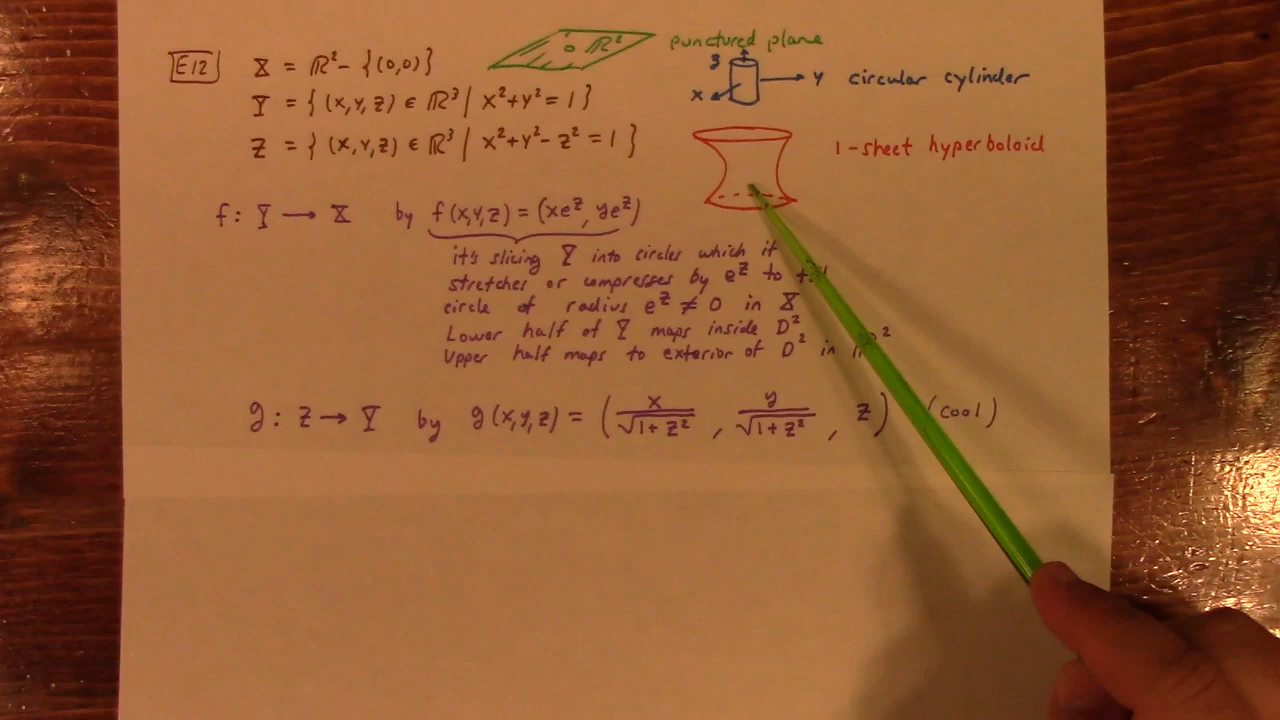 E12 X = ℝ² - {(0,0)} ℝ² punctured plane
Y = {(x,y,z) ∈ ℝ³ | x²+y² = 1} z x y circular cylinder
Z = {(x,y,z) ∈ ℝ³ | x²+y²-z² = 1} 1-sheet hyperboloid
f: Y → X by f(x,y,z) = (xe^z, ye^z)
it's slicing Y into circles which it
stretches or compresses by e^z to
circle of radius e^z ≠ 0 in X
Lower half of Y maps inside D²
Upper half maps to exterior of D² in
g: Z → Y by g(x,y,z) = (x/√(1+z²), y/√(1+z²), z) (cool)